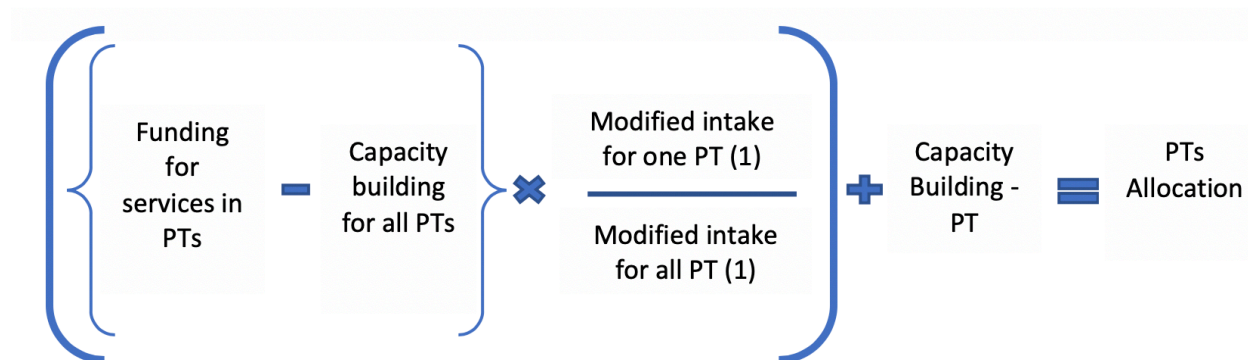 Funding
for
services in
PTs
Capacity
building
for all PTs
Modified intake
for one PT (1)
Modified intake
for all PT (1)
Capacity
Building -
PT
PTs
Allocation